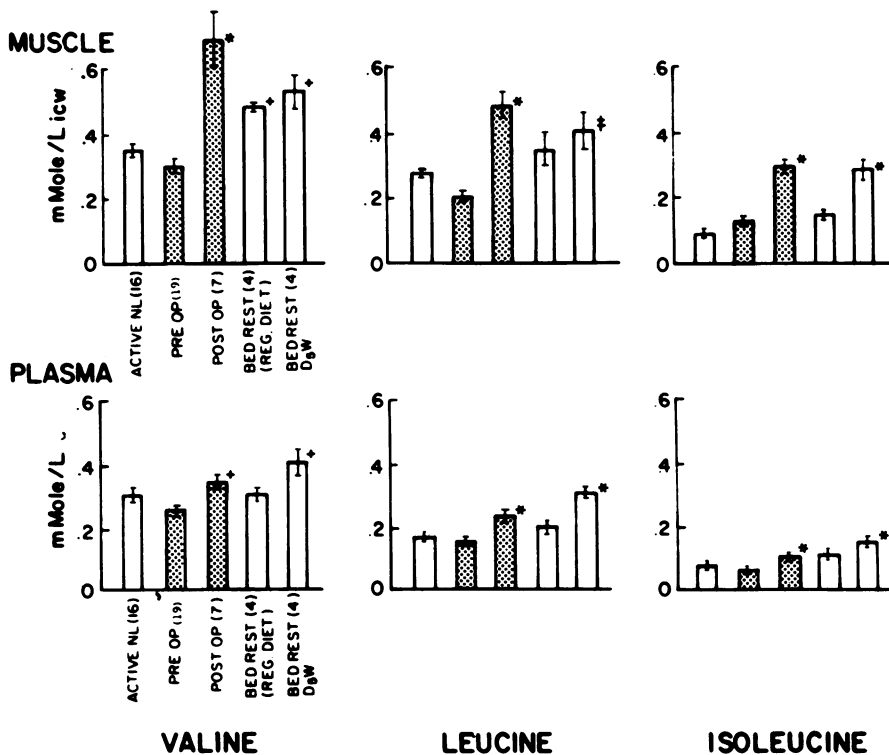 MUSCLE
mMole/L icw
.6
.4
.2
0
*
+
+
ACTIVE NL (16)
PRE OP (19)
POST OP (7)
BED REST (4)
(REG. DIET)
BED REST (4)
D5W
.6
.4
.2
0
*
‡
.6
.4
.2
0
*
*
PLASMA
mMole/L
.6
.4
.2
0
+
+
ACTIVE NL (16)
PRE OP (19)
POST OP (7)
BED REST (4)
(REG. DIET)
BED REST (4)
D5W
.6
.4
.2
0
*
*
.6
.4
.2
0
*
*
VALINE
LEUCINE
ISOLEUCINE